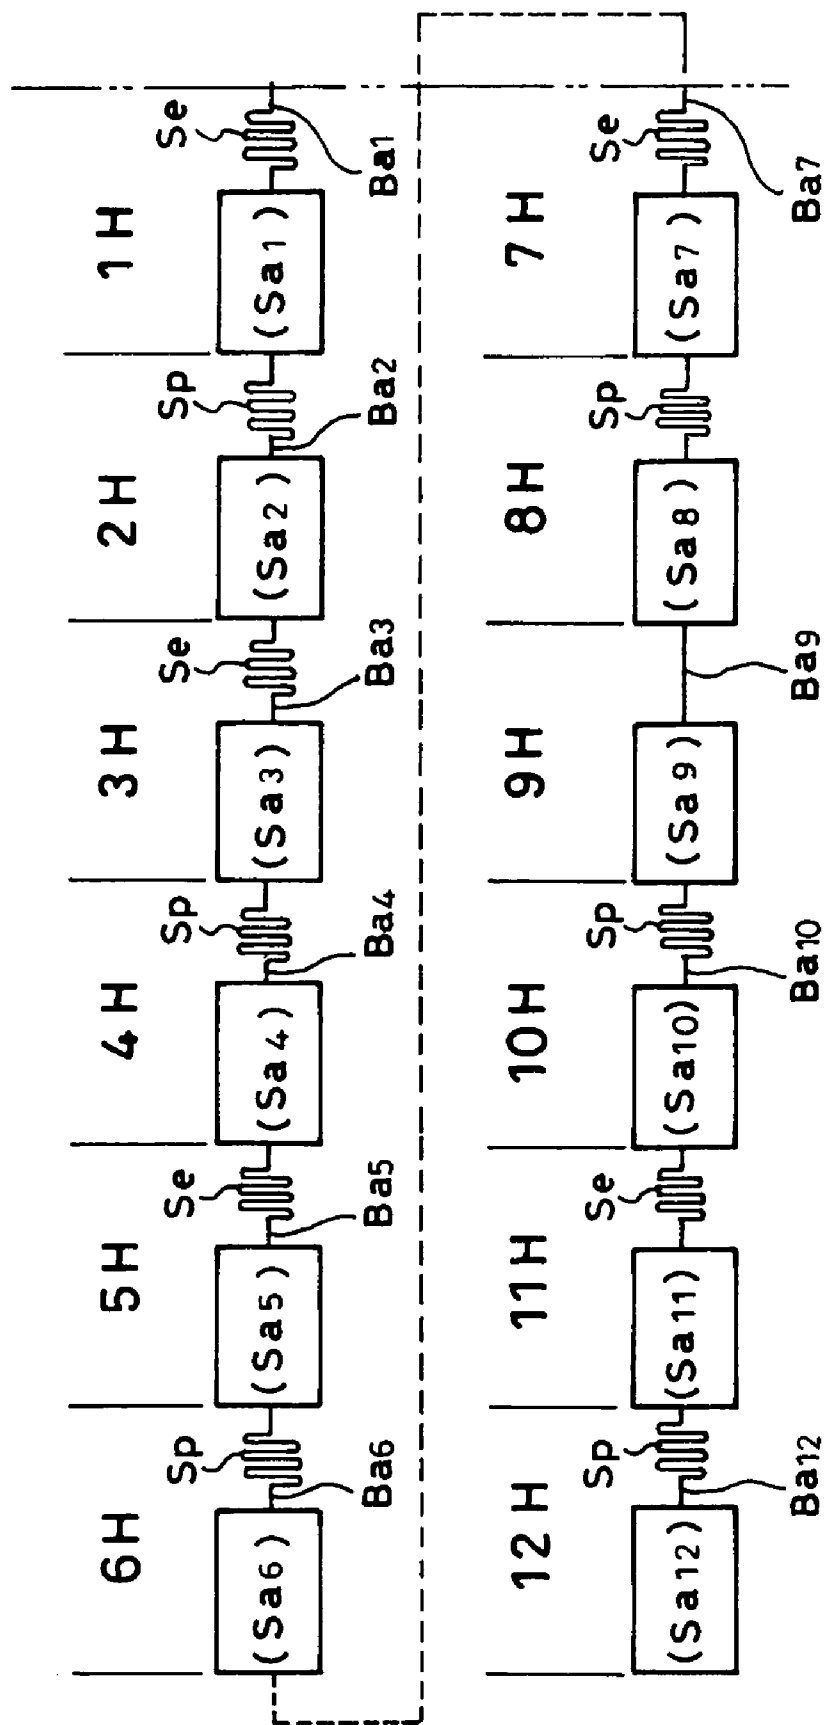 6H 5H 4H 3H 2H 1H
Sp Se Sp Se Sp Se
(Sa6) (Sa5) (Sa4) (Sa3) (Sa2) (Sa1)
Ba6 Ba5 Ba4 Ba3 Ba2 Ba1
12H 11H 10H 9H 8H 7H
Sp Se Sp Sp Se
(Sa12) (Sa11) (Sa10) (Sa9) (Sa8) (Sa7)
Ba12 Ba10 Ba9 Ba7